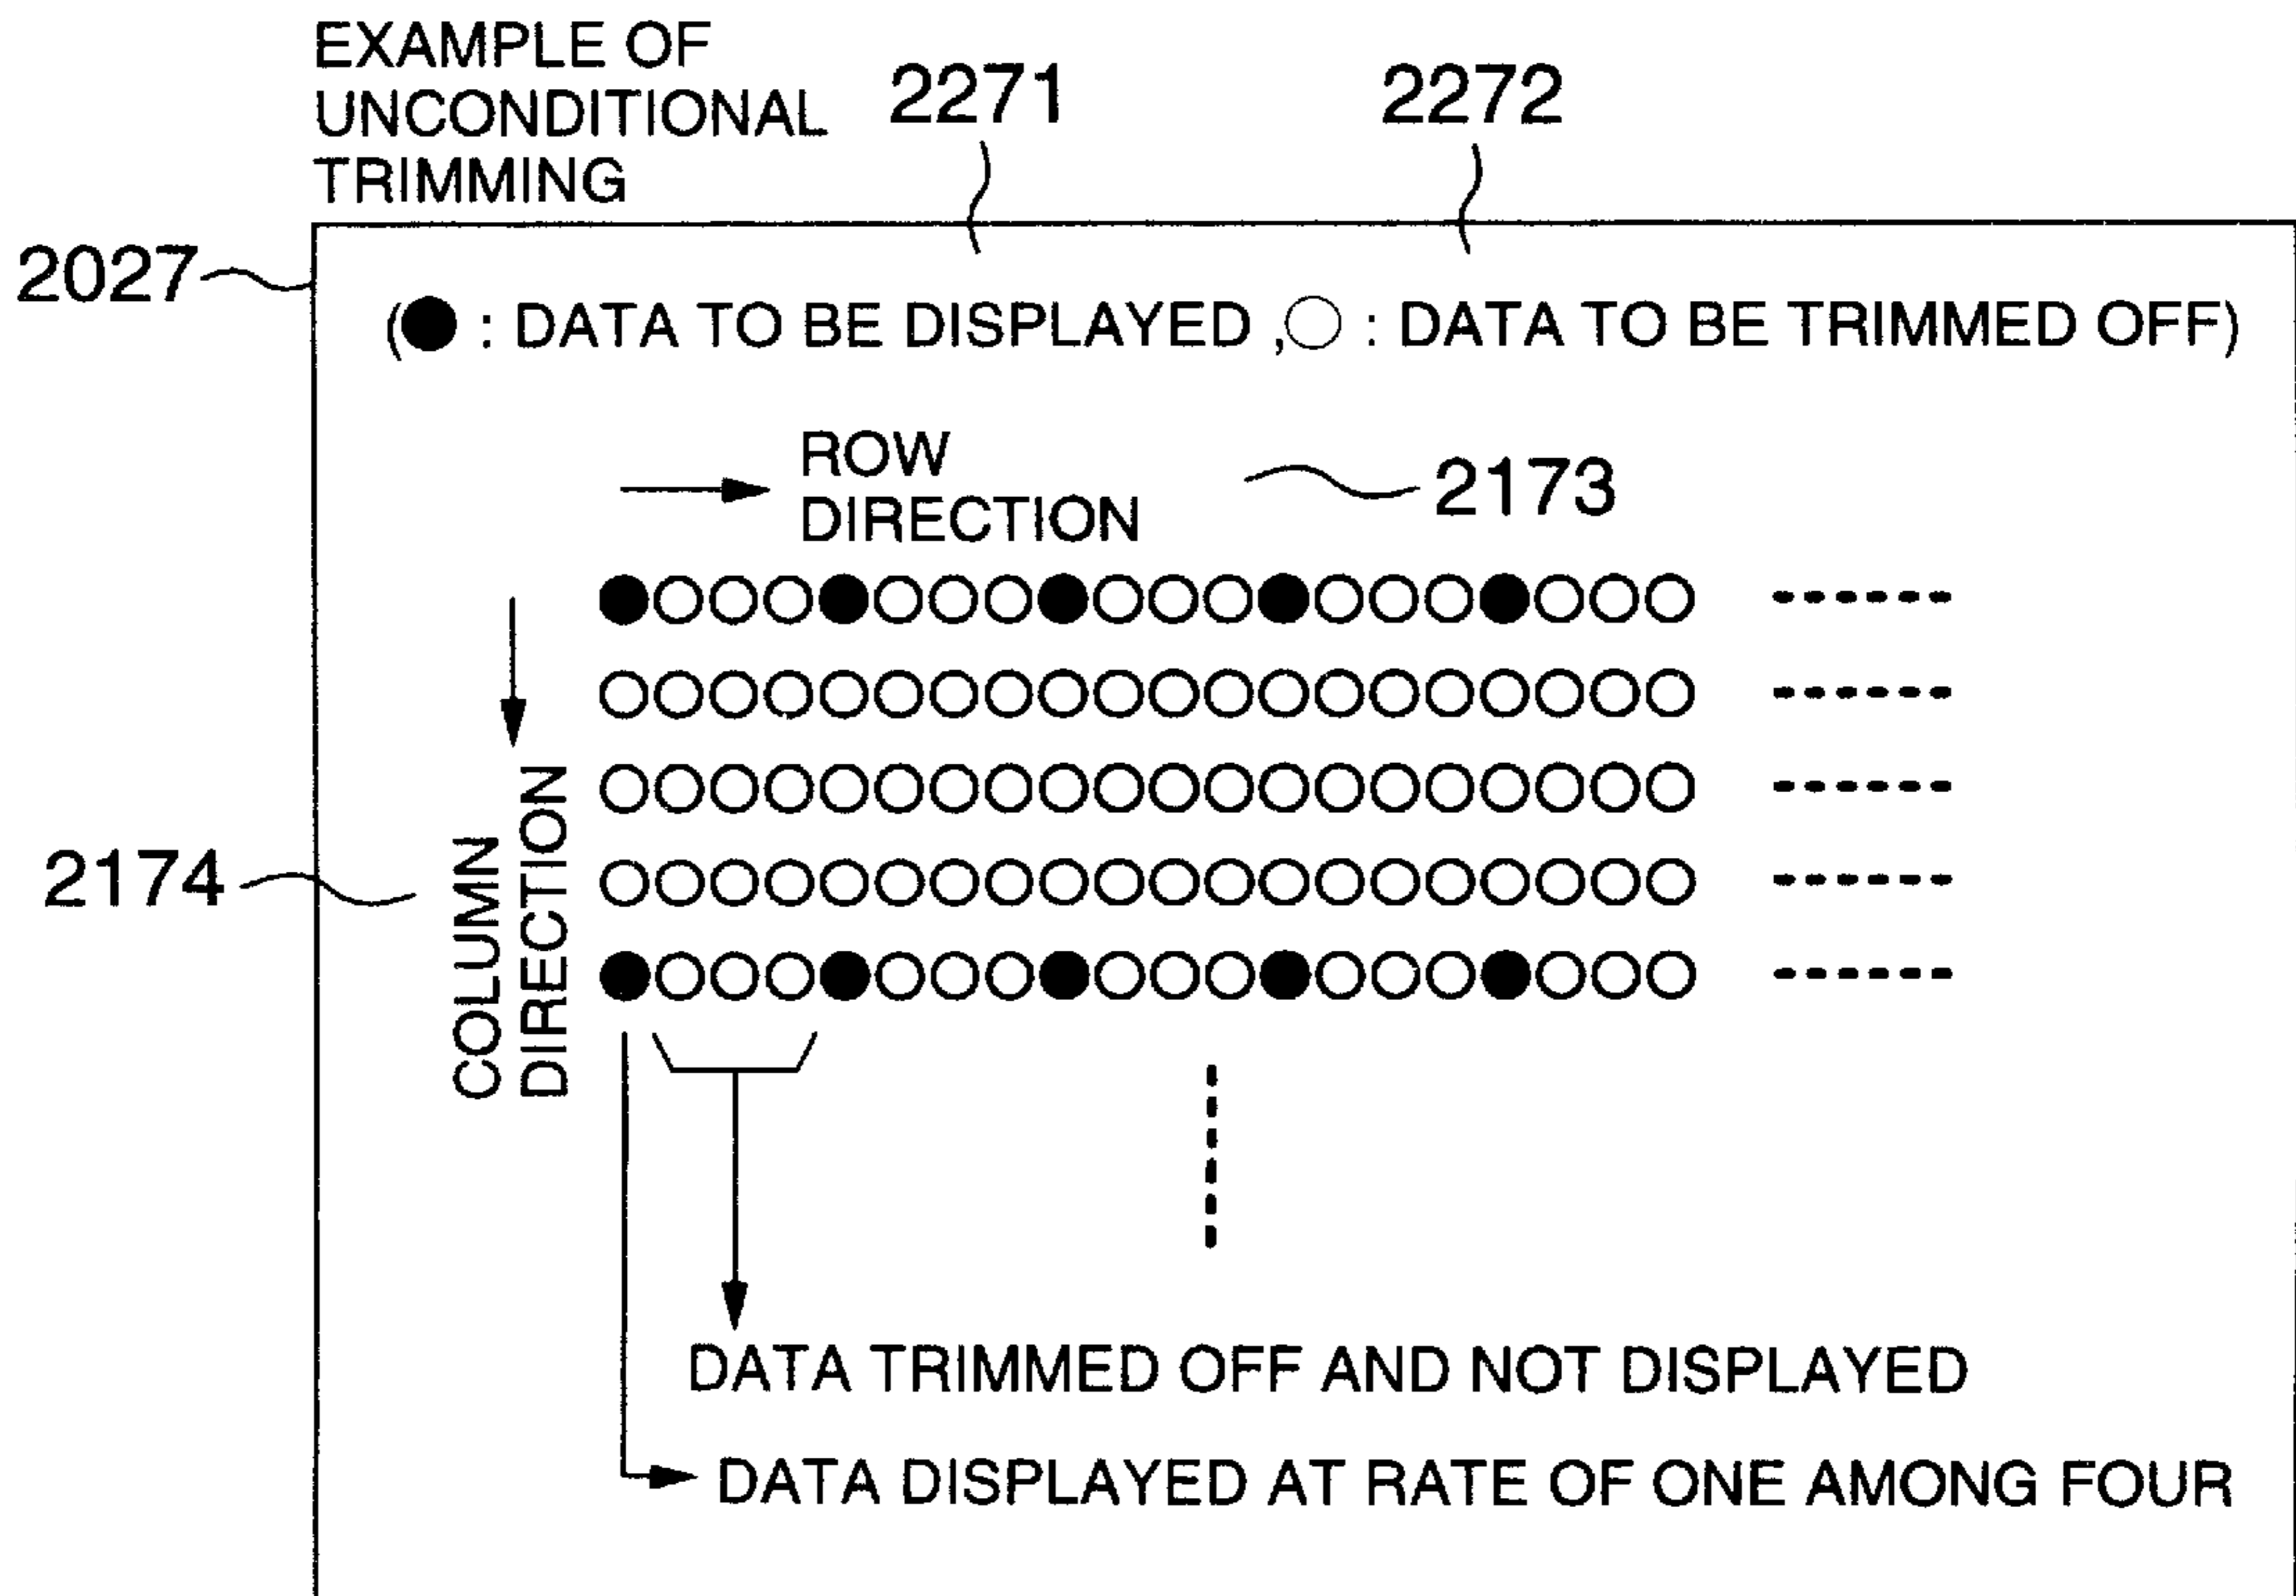 EXAMPLE OF
UNCONDITIONAL
TRIMMING
2271
2272
2027
(● : DATA TO BE DISPLAYED ,○ : DATA TO BE TRIMMED OFF)
ROW
DIRECTION
2173
COLUMN
DIRECTION
2174
DATA TRIMMED OFF AND NOT DISPLAYED
DATA DISPLAYED AT RATE OF ONE AMONG FOUR